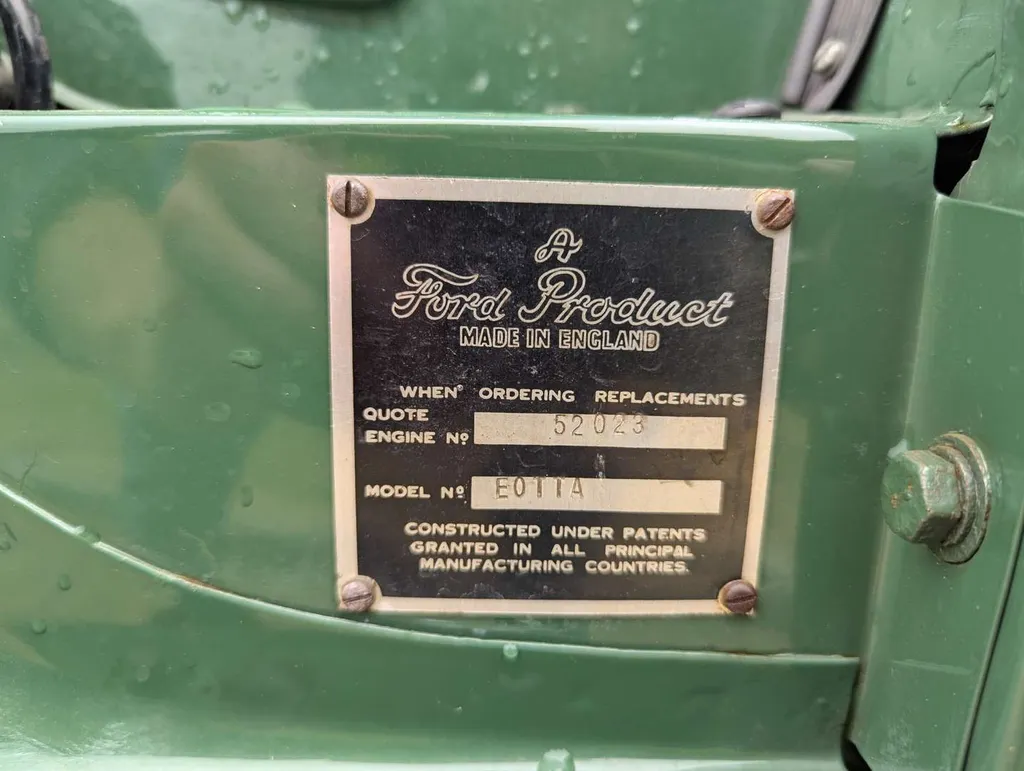 A
Ford Product
MADE IN ENGLAND
WHEN ORDERING REPLACEMENTS
QUOTE
ENGINE Nº 52023
MODEL Nº E01TA
CONSTRUCTED UNDER PATENTS
GRANTED IN ALL PRINCIPAL
MANUFACTURING COUNTRIES.